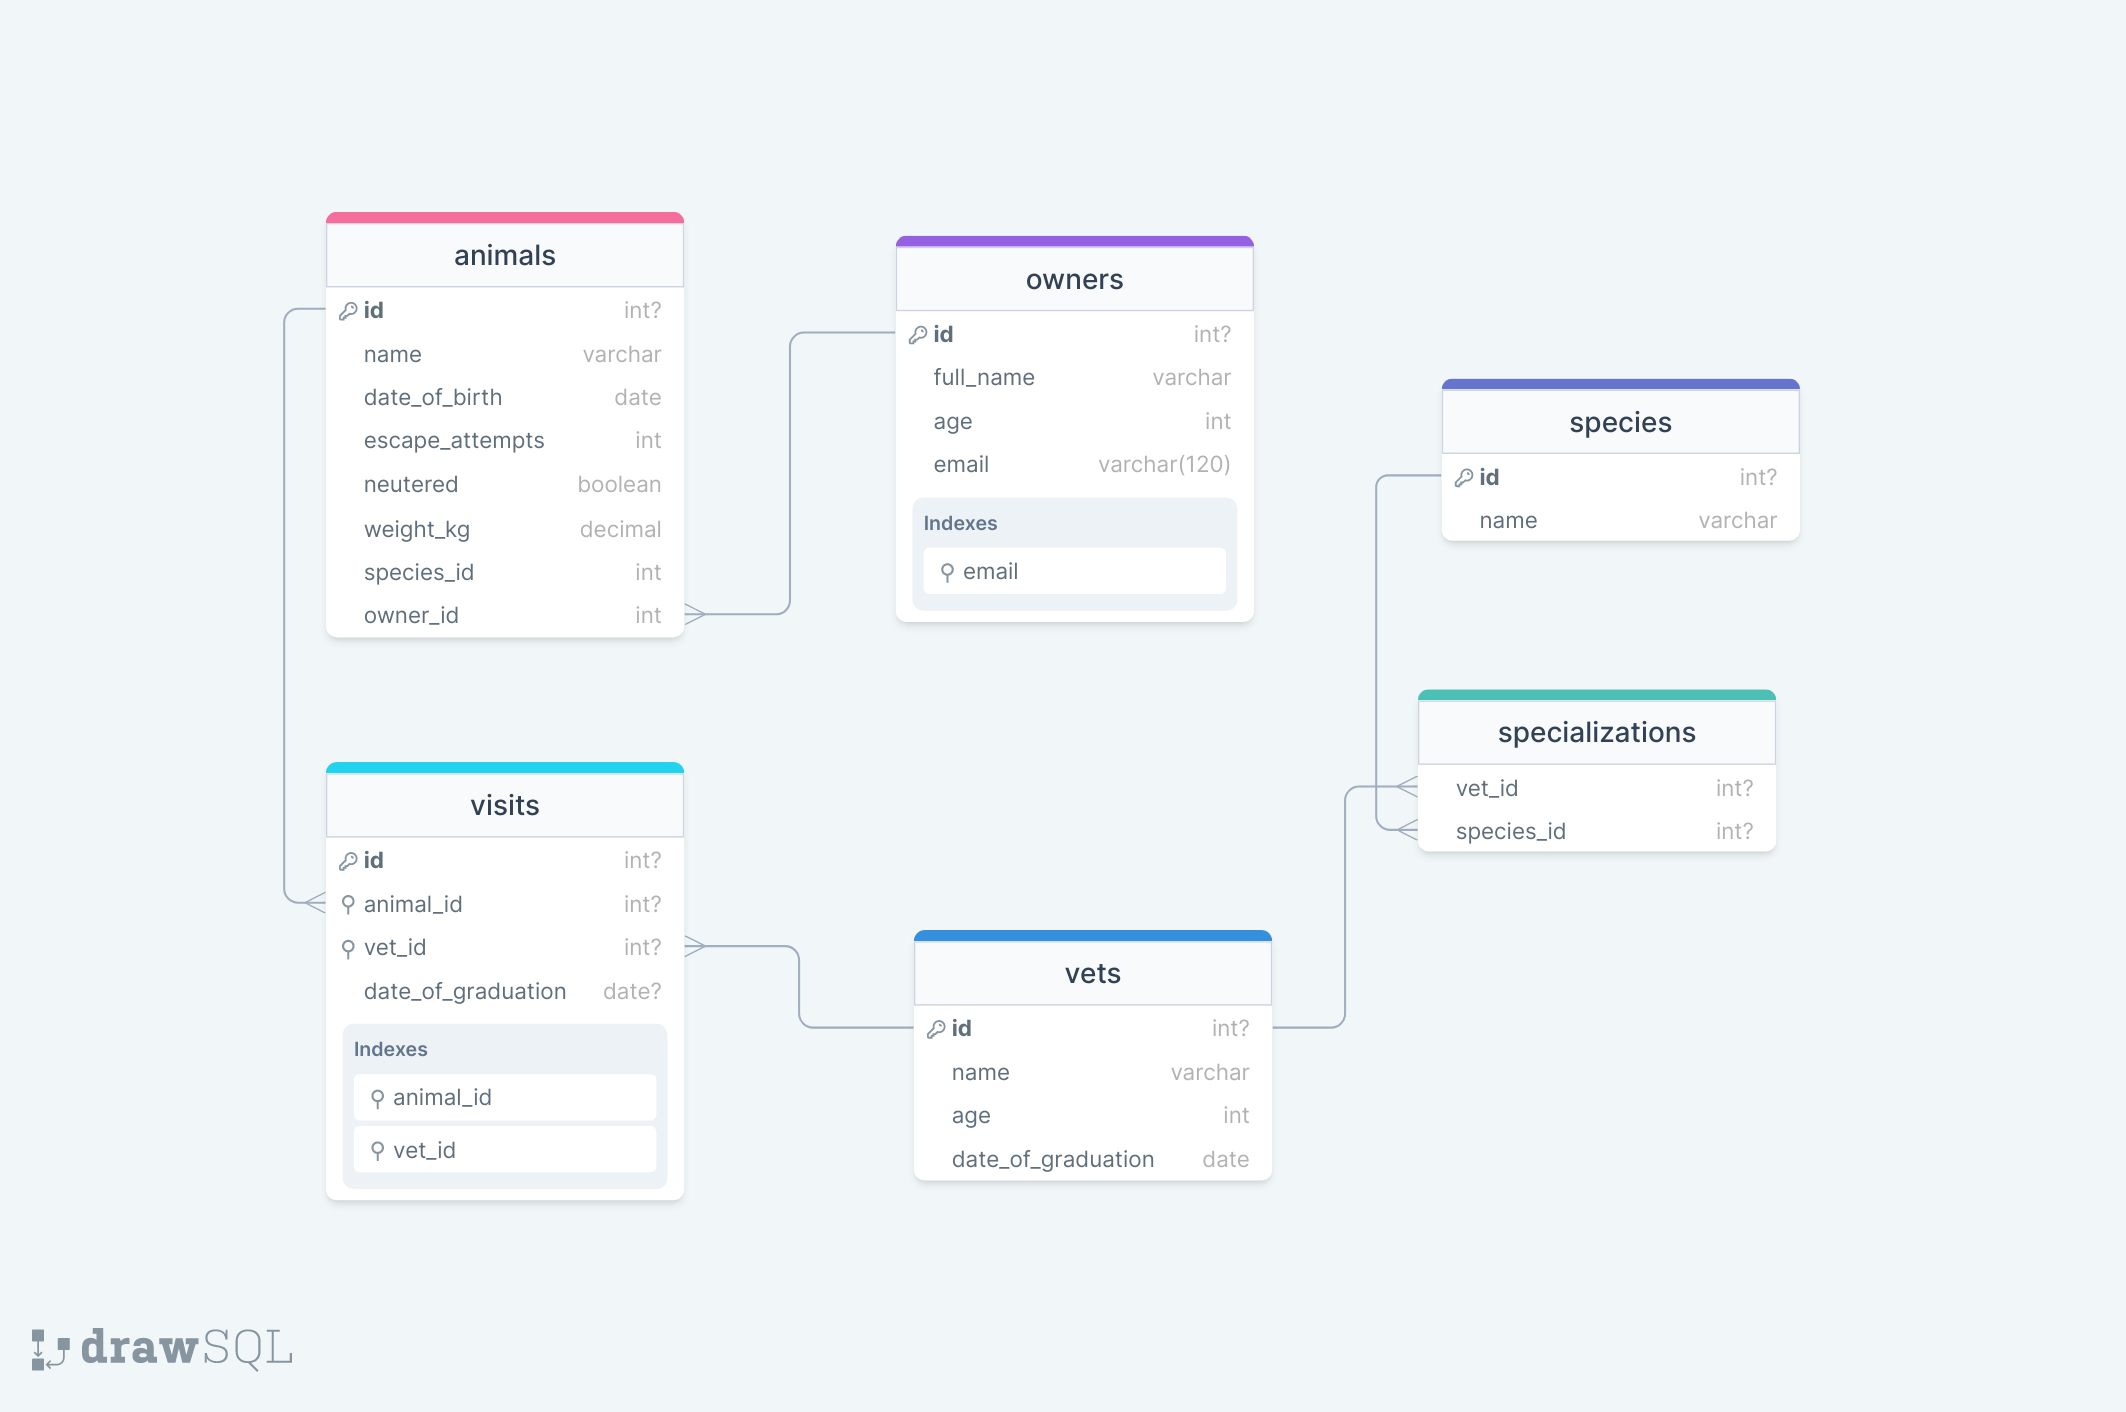 animals
id int?
name varchar
date_of_birth date
escape_attempts int
neutered boolean
weight_kg decimal
species_id int
owner_id int
owners
id int?
full_name varchar
age int
email varchar(120)
Indexes
email
species
id int?
name varchar
specializations
vet_id int?
species_id int?
visits
id int?
animal_id int?
vet_id int?
date_of_graduation date?
Indexes
animal_id
vet_id
vets
id int?
name varchar
age int
date_of_graduation date
drawSQL